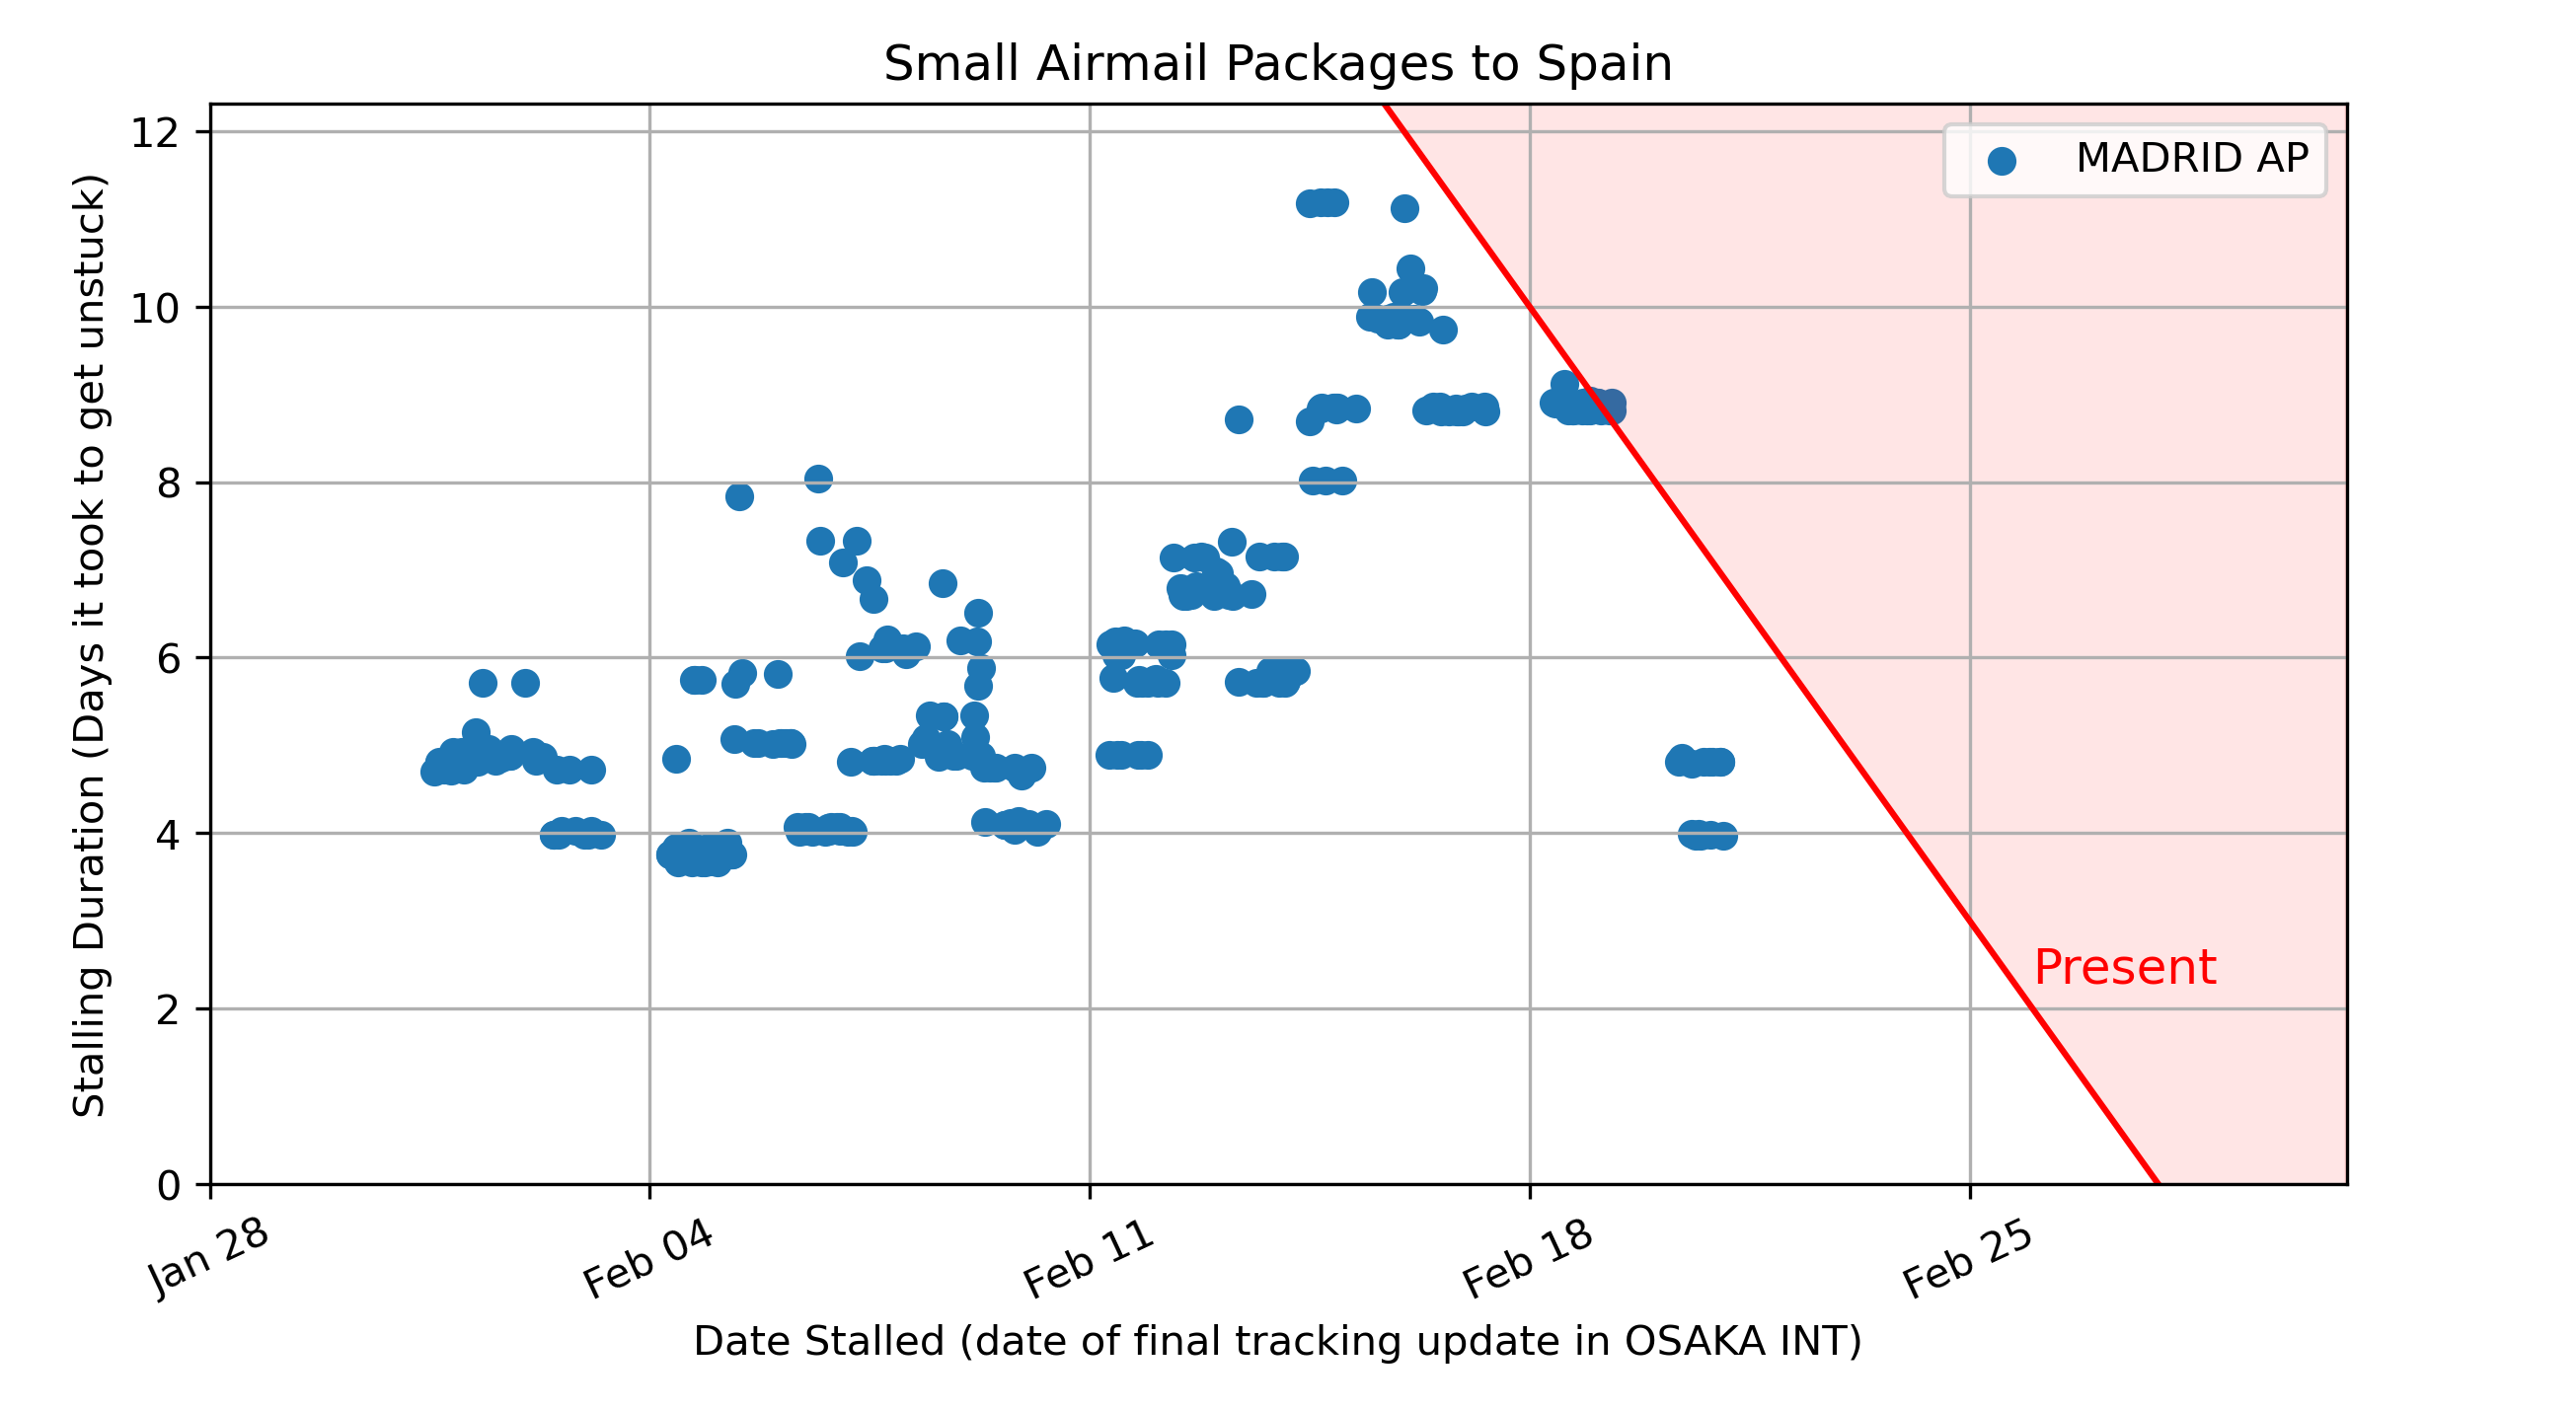 Small Airmail Packages to Spain
MADRID AP
12
10
8
6
4
2
0
Stalling Duration (Days it took to get unstuck)
Present
Jan 28
Feb 04
Feb 11
Feb 18
Feb 25
Date Stalled (date of final tracking update in OSAKA INT)